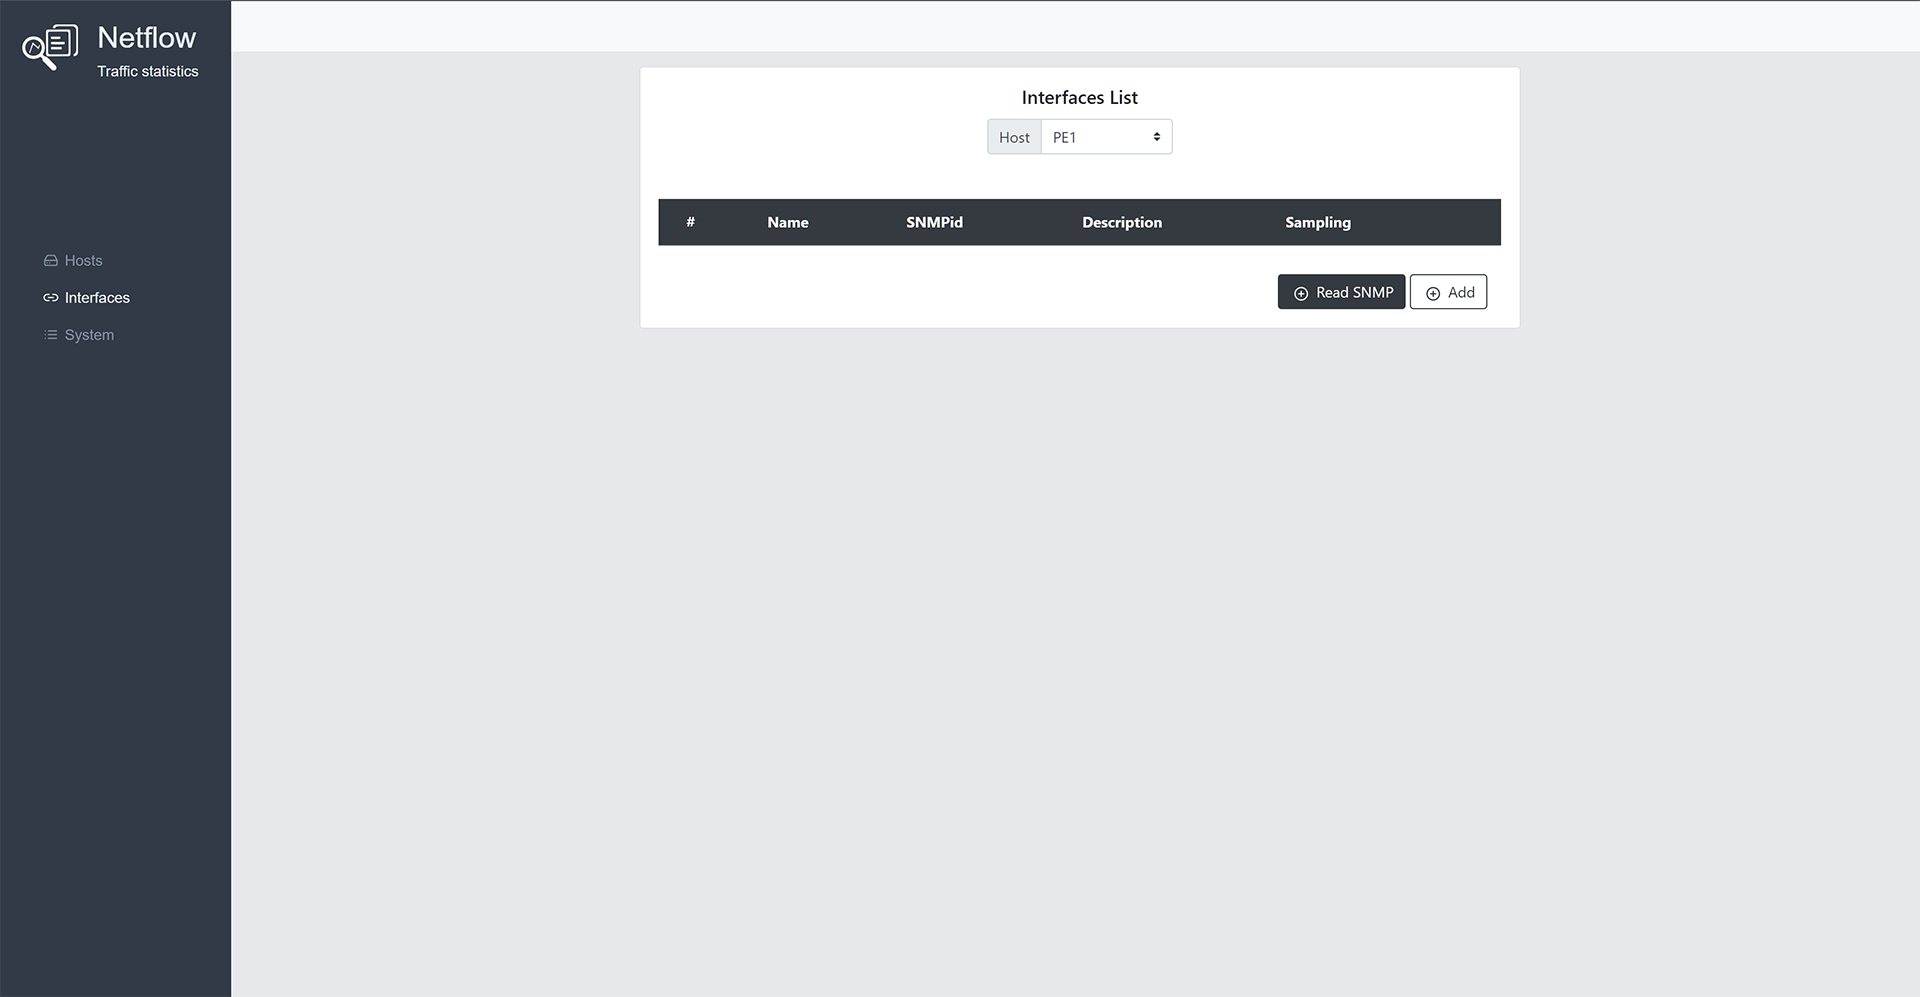 Netflow
Traffic statistics
Hosts
Interfaces
System
Interfaces List
Host PE1
# Name SNMPid Description Sampling
Read SNMP Add